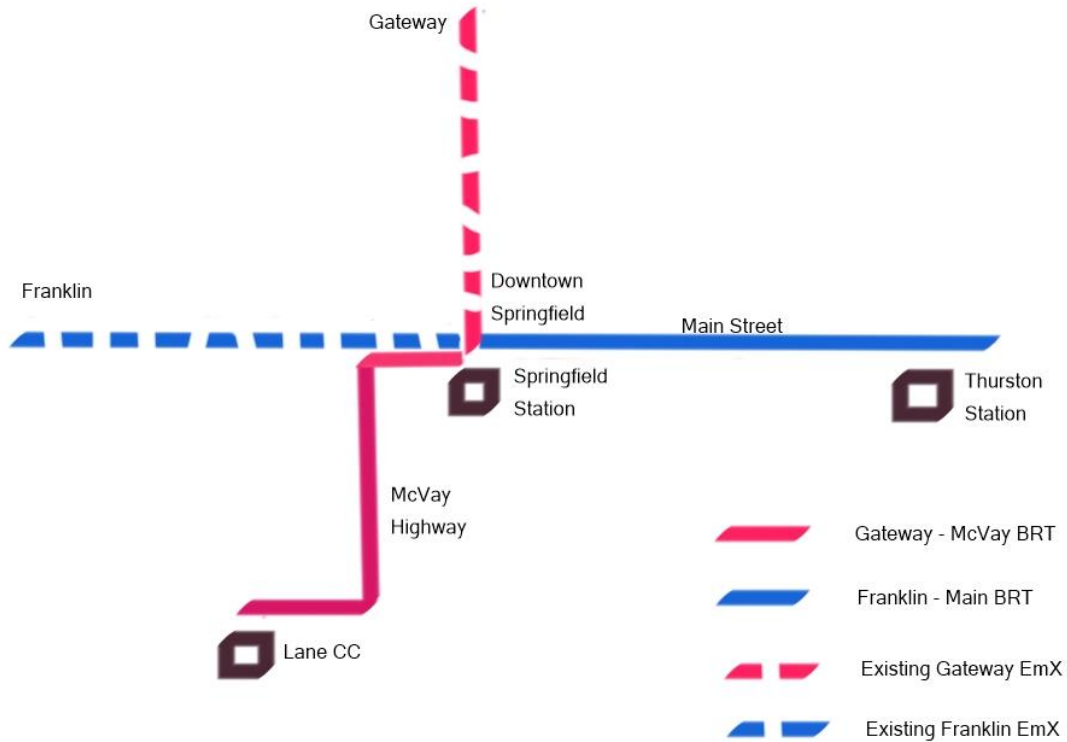 Gateway
Franklin
Downtown
Springfield
Main Street
Springfield
Station
Thurston
Station
McVay
Highway
Lane CC
Gateway - McVay BRT
Franklin - Main BRT
Existing Gateway EmX
Existing Franklin EmX